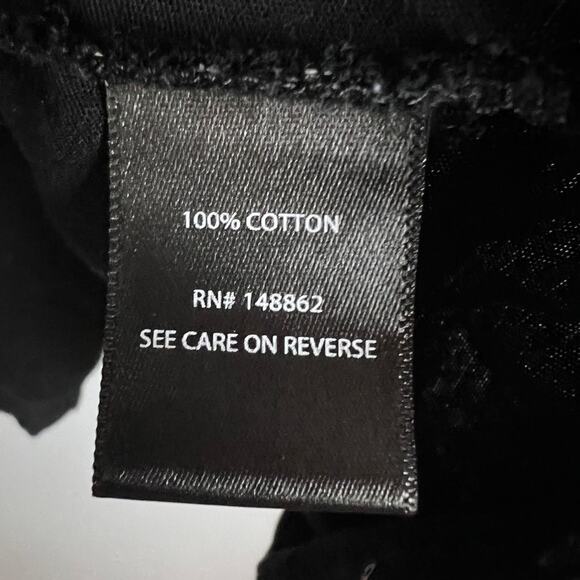 100% COTTON
RN# 148862
SEE CARE ON REVERSE